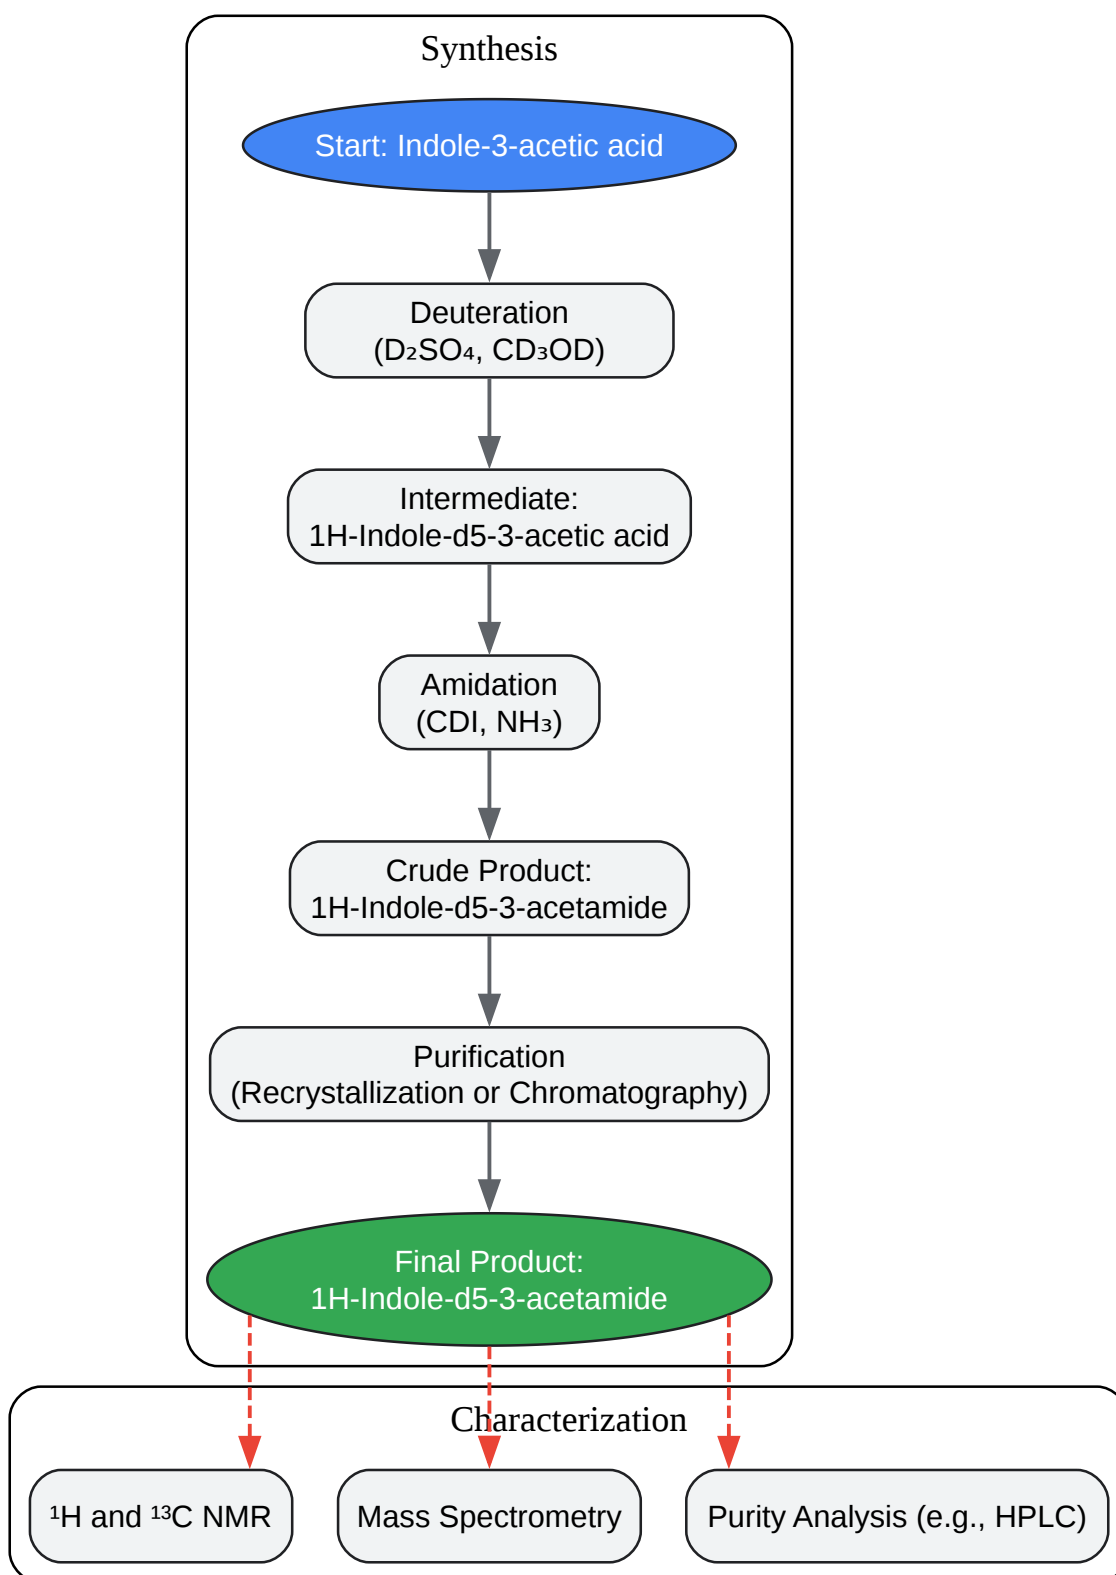 Synthesis
Start: Indole-3-acetic acid
Deuteration
(D₂SO₄, CD₃OD)
Intermediate:
1H-Indole-d5-3-acetic acid
Amidation
(CDI, NH₃)
Crude Product:
1H-Indole-d5-3-acetamide
Purification
(Recrystallization or Chromatography)
Final Product:
1H-Indole-d5-3-acetamide
Characterization
¹H and ¹³C NMR
Mass Spectrometry
Purity Analysis (e.g., HPLC)